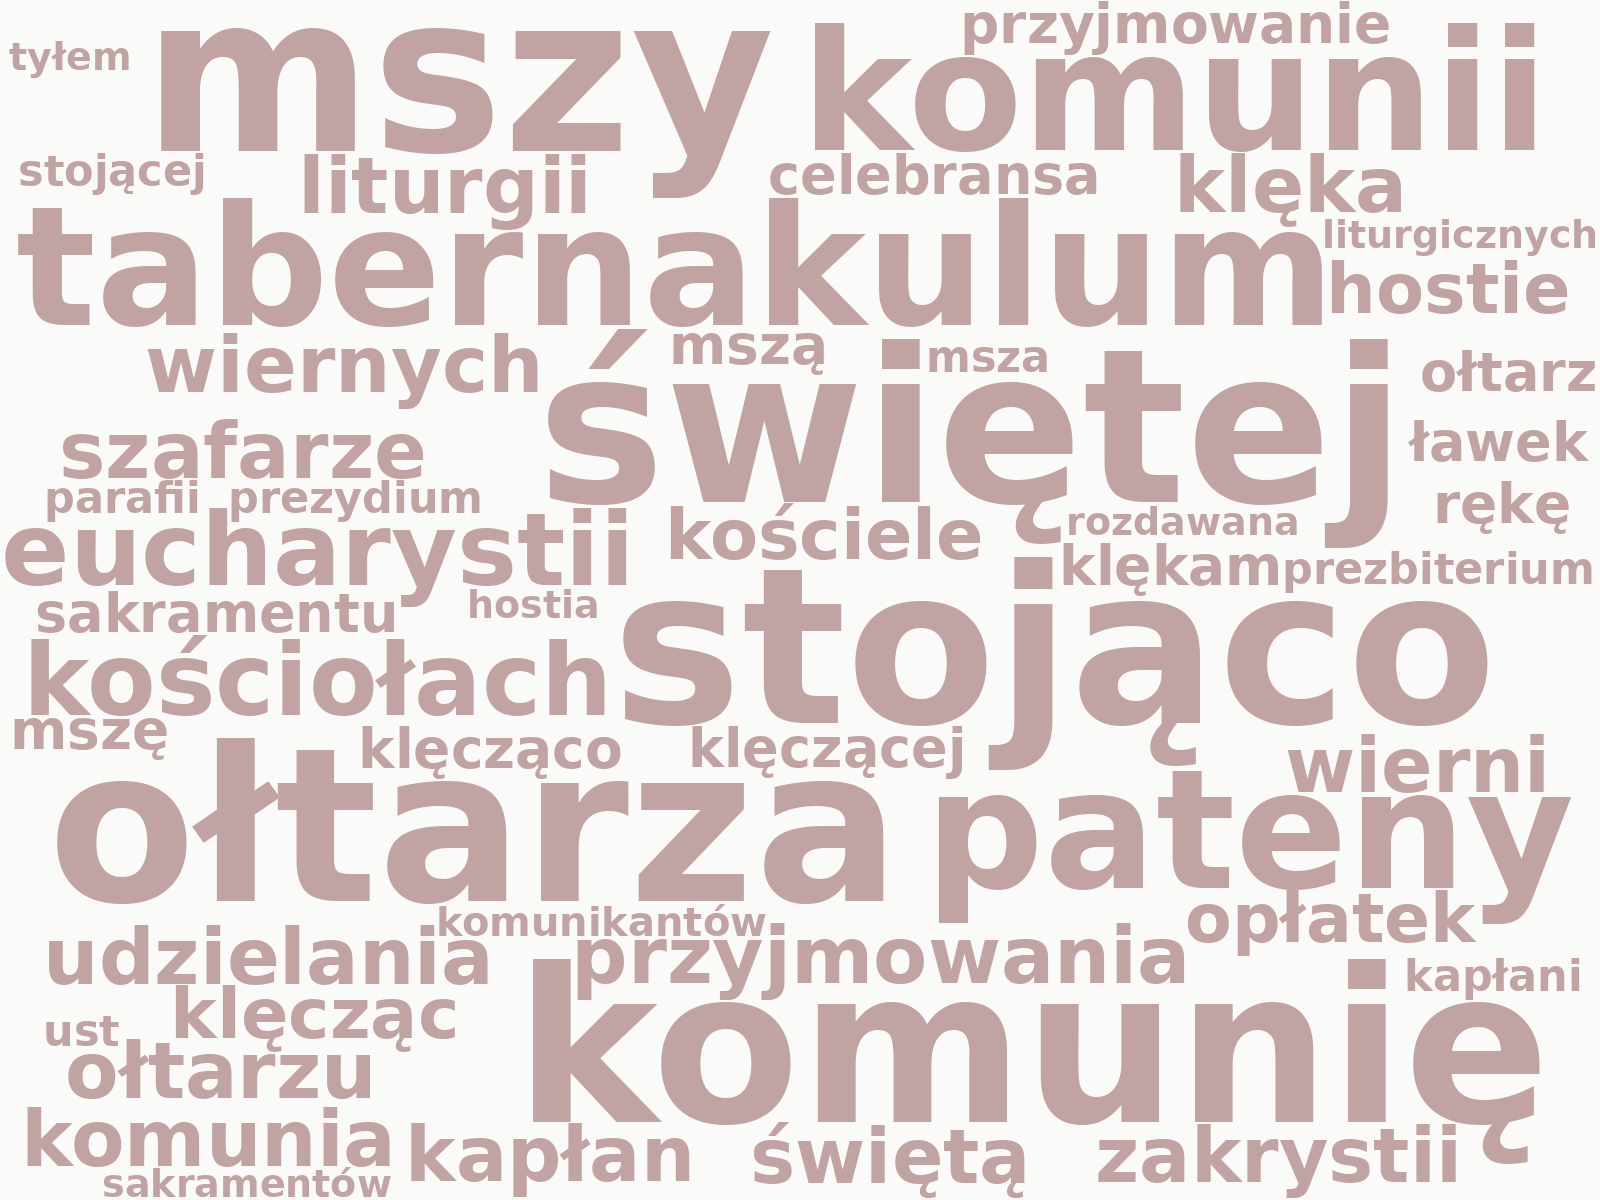 tyłem mszy komunii przyjmowanie
stojącej liturgii celebransa klęka
tabernakulum liturgicznych
hostie
wiernych mszą msza ołtarz
świętej
szafarze ławek
parafii prezydium rękę
eucharystii kościele rozdawana
klękam prezbiterium
sakramentu hostia
stojąco
kościołach
mszę klęcząco klęczącej wierni
ołtarza pateny
komunikantów opłatek
udzielania przyjmowania
kapłani
klęcząc
ust komunię
ołtarzu
komunia kapłan świętą zakrystii
sakramentów